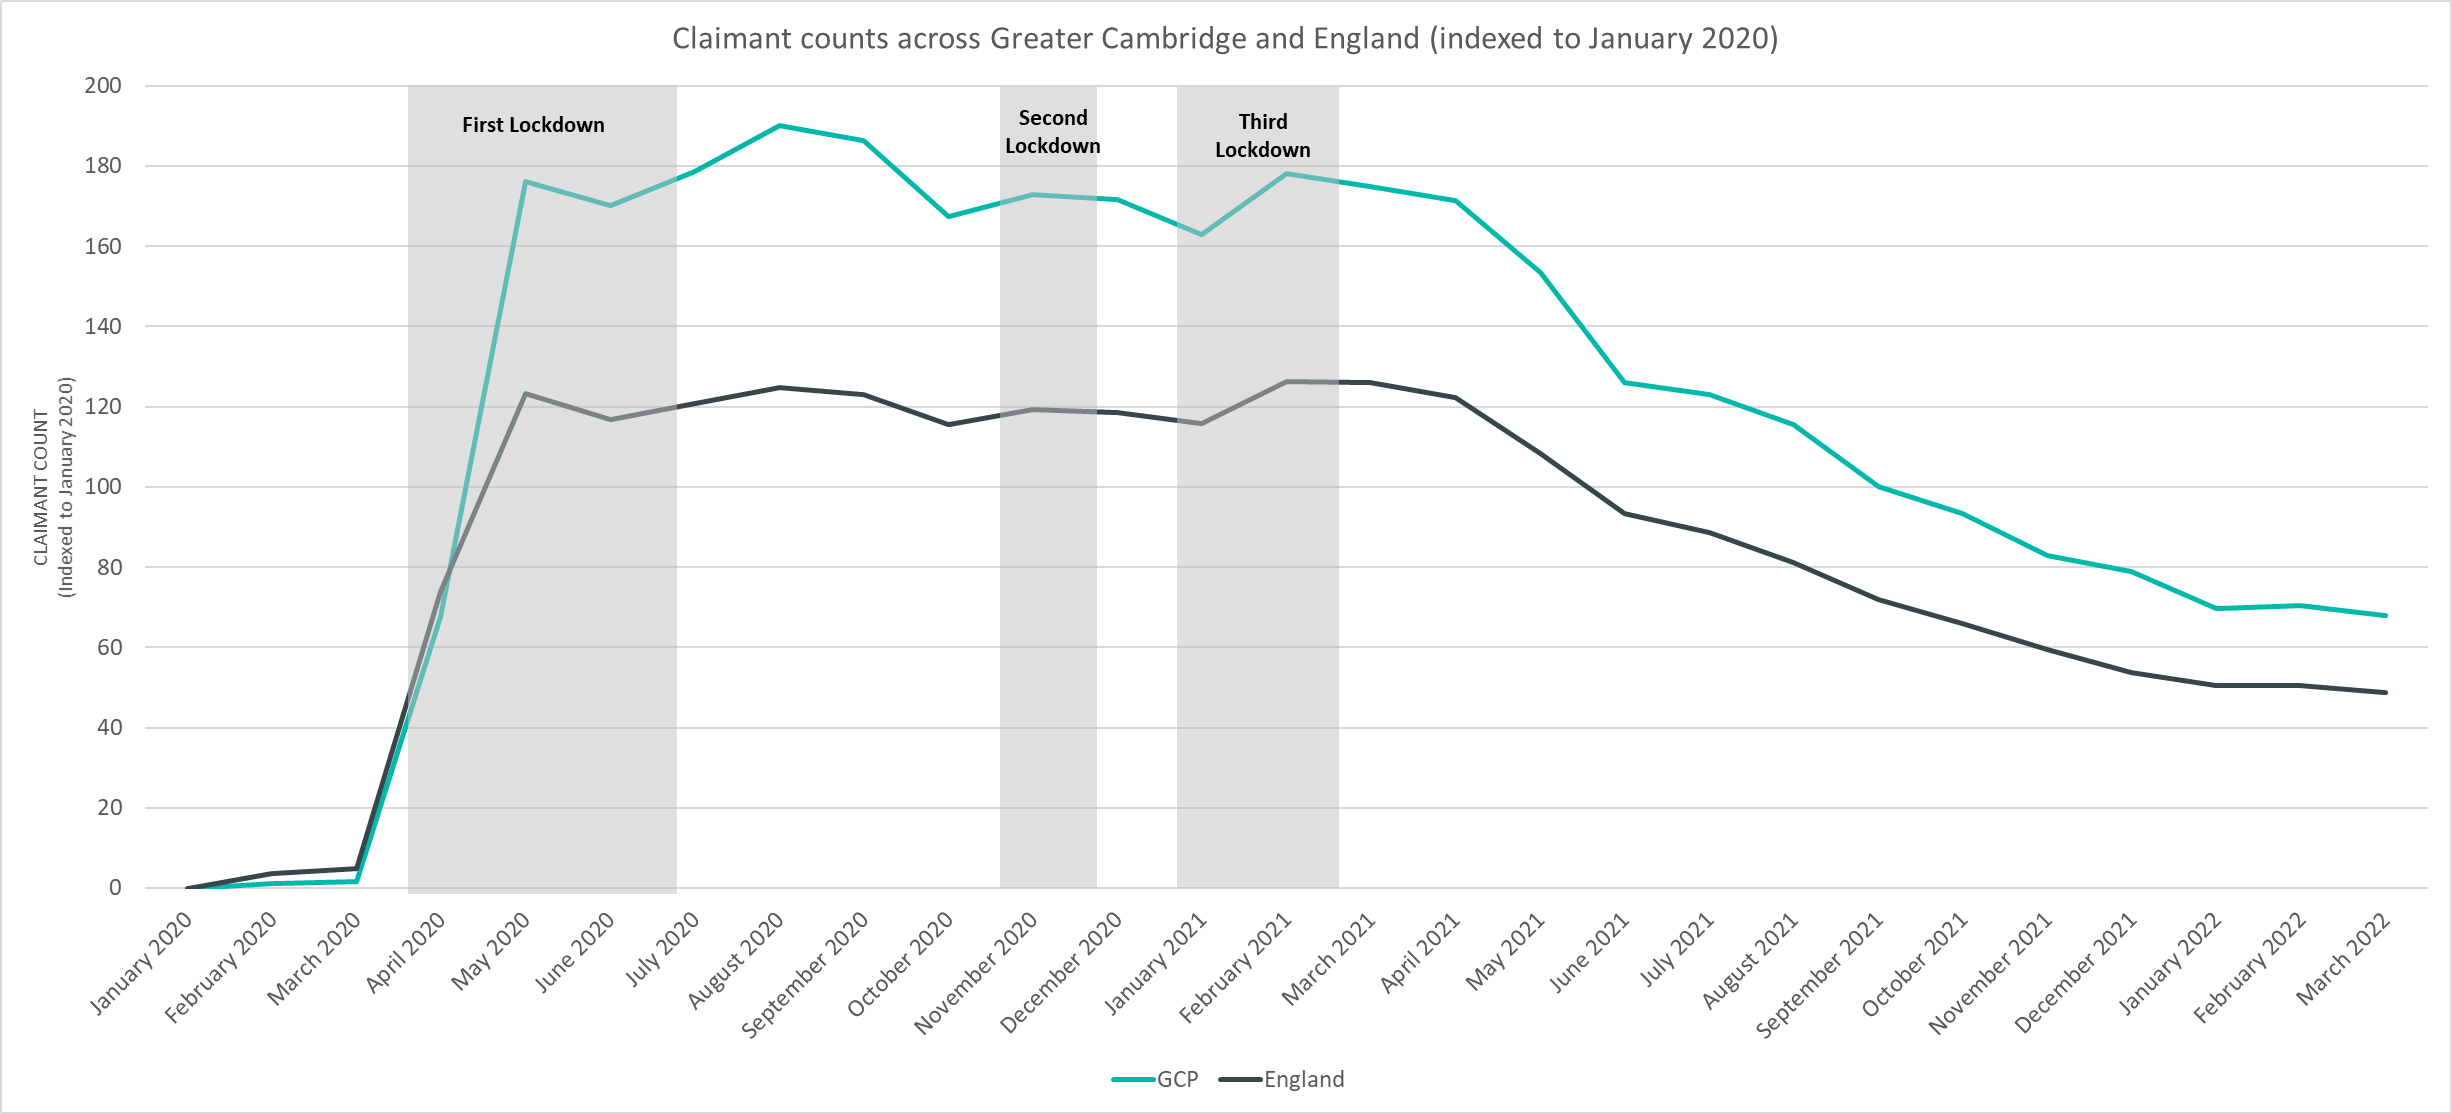 Claimant counts across Greater Cambridge and England (indexed to January 2020)
200
180
160
140
120
100
80
60
40
20
0
CLAIMANT COUNT
(Indexed to January 2020)
First Lockdown
Second
Lockdown
Third
Lockdown
January 2020
February 2020
March 2020
April 2020
May 2020
June 2020
July 2020
August 2020
September 2020
October 2020
November 2020
December 2020
January 2021
February 2021
March 2021
April 2021
May 2021
June 2021
July 2021
August 2021
September 2021
October 2021
November 2021
December 2021
January 2022
February 2022
March 2022
GCP
England